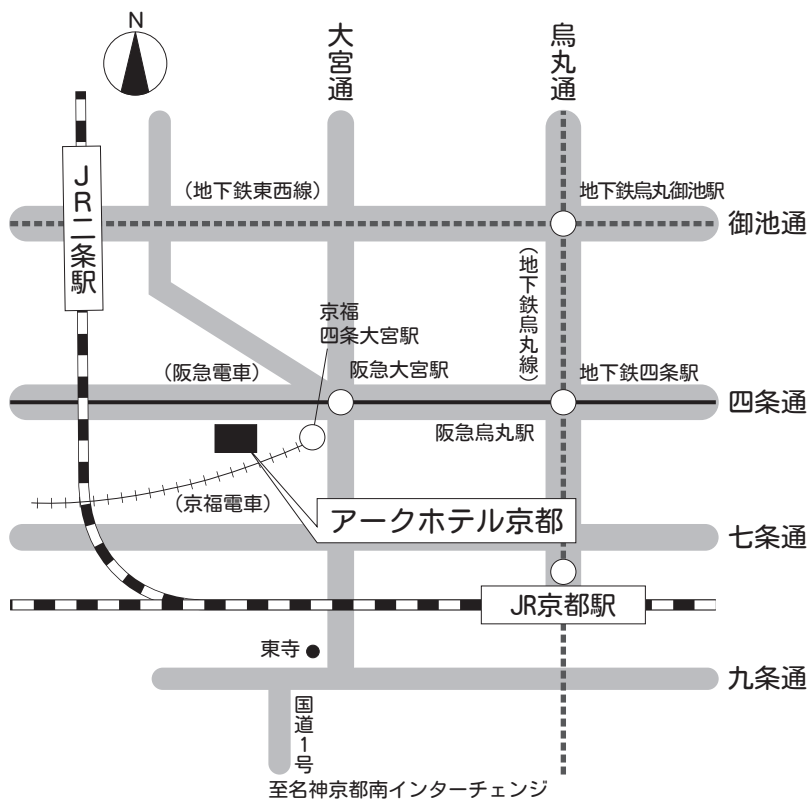 N
大宮通
烏丸通
JR二条駅
（地下鉄東西線）
地下鉄烏丸御池駅
御池通
（地下鉄烏丸線）
京福
四条大宮駅
（阪急電車）
阪急大宮駅
地下鉄四条駅
四条通
阪急烏丸駅
（京福電車）
アークホテル京都
七条通
JR京都駅
東寺
九条通
国道1号
至名神京都南インターチェンジ